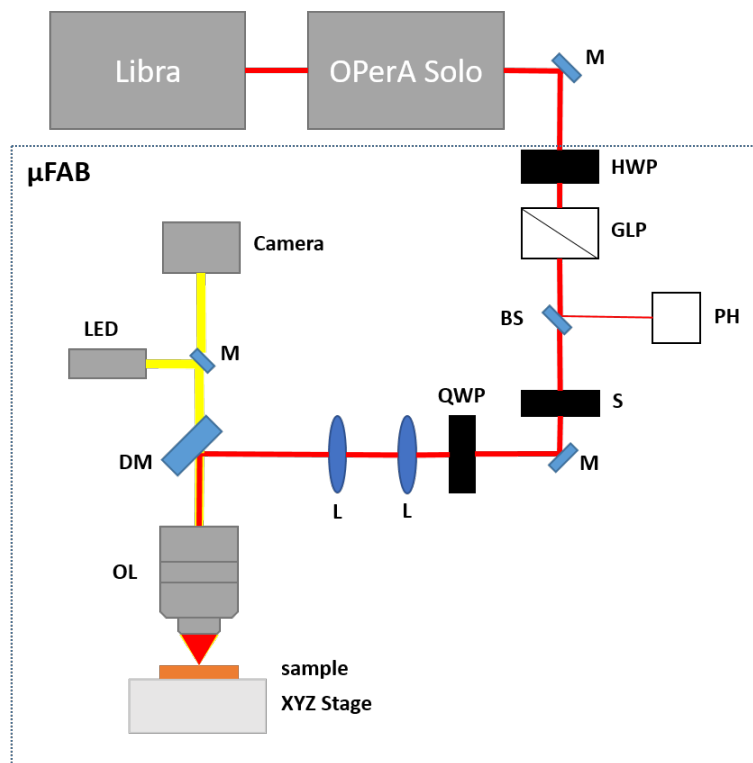 Libra
OPerA Solo
M
µFAB
HWP
Camera
GLP
LED
M
BS
PH
QWP
S
DM
M
L
L
OL
sample
XYZ Stage